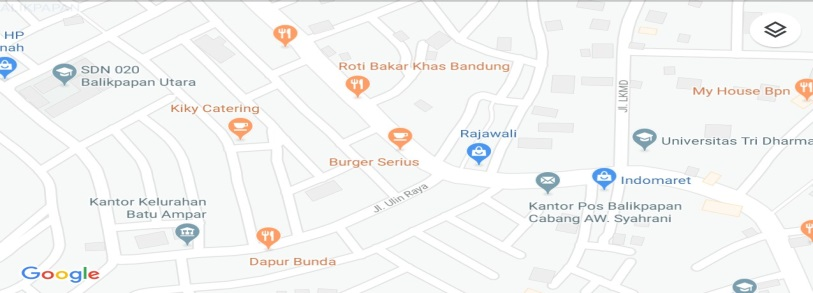 BALIKPAPAN
HP
nah
SDN 020
Balikpapan Utara
Roti Bakar Khas Bandung
Kiky Catering
Burger Serius
Rajawali
Jl. LKMD
My House Bpn
Universitas Tri Dharma
Indomaret
Kantor Pos Balikpapan
Cabang AW. Syahrani
Jl. Ulin Raya
Kantor Kelurahan
Batu Ampar
Dapur Bunda
Google